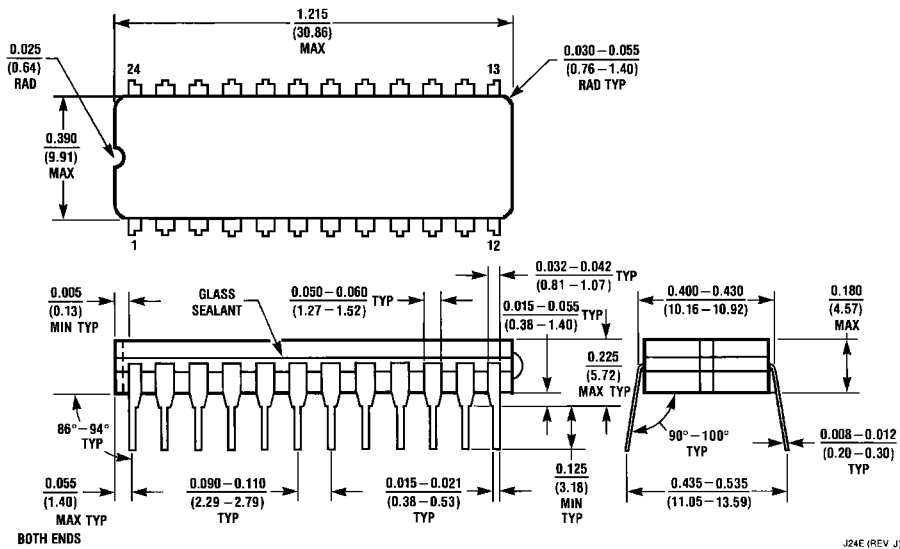 1.215
(30.86)
MAX
0.025
(0.64)
RAD
24
13
0.030–0.055
(0.76–1.40)
RAD TYP
0.390
(9.91)
MAX
1
12
0.005
(0.13)
MIN TYP
GLASS
SEALANT
0.050–0.060
(1.27–1.52)
TYP
0.032–0.042
(0.81–1.07)
TYP
0.015–0.055
(0.38–1.40)
TYP
0.400–0.430
(10.16–10.92)
0.180
(4.57)
MAX
0.225
(5.72)
MAX TYP
86°–94°
TYP
90°–100°
TYP
0.008–0.012
(0.20–0.30)
TYP
0.055
(1.40)
MAX TYP
BOTH ENDS
0.090–0.110
(2.29–2.79)
TYP
0.015–0.021
(0.38–0.53)
TYP
0.125
(3.18)
MIN
TYP
0.435–0.535
(11.05–13.59)
J24E (REV J)